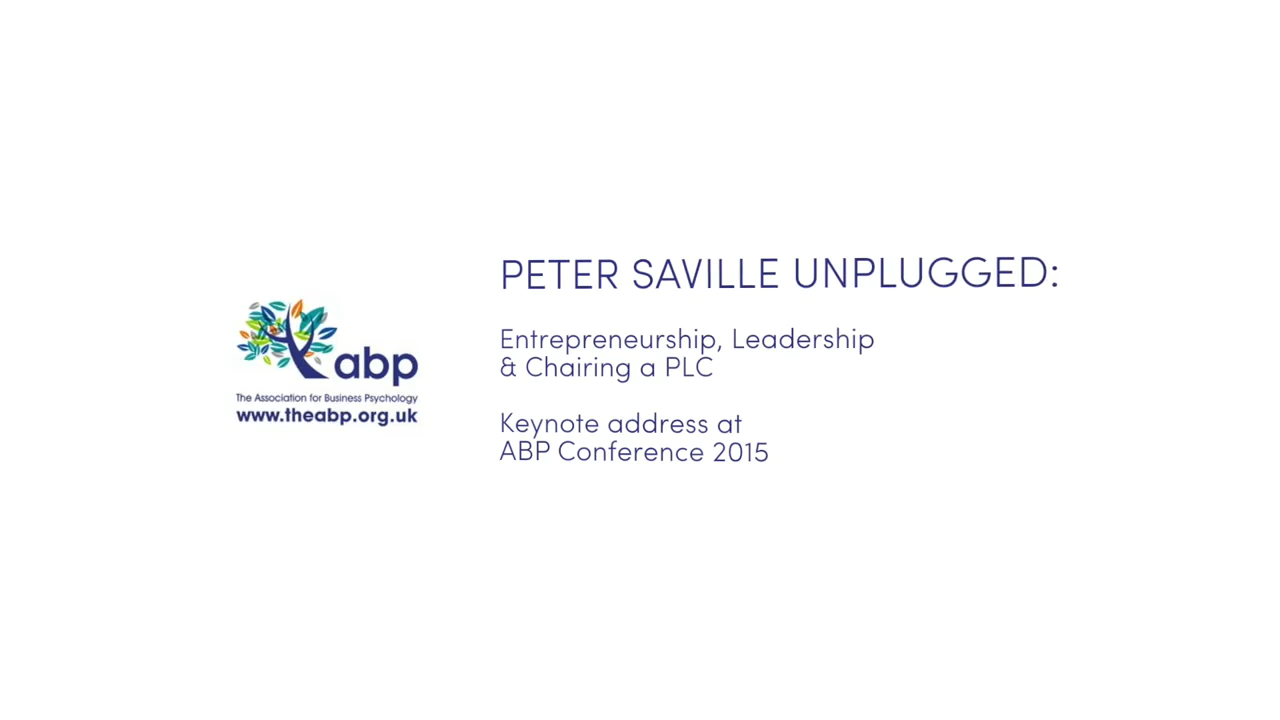 abp
The Association for Business Psychology
www.theabp.org.uk
PETER SAVILLE UNPLUGGED:
Entrepreneurship, Leadership
& Chairing a PLC
Keynote address at
ABP Conference 2015